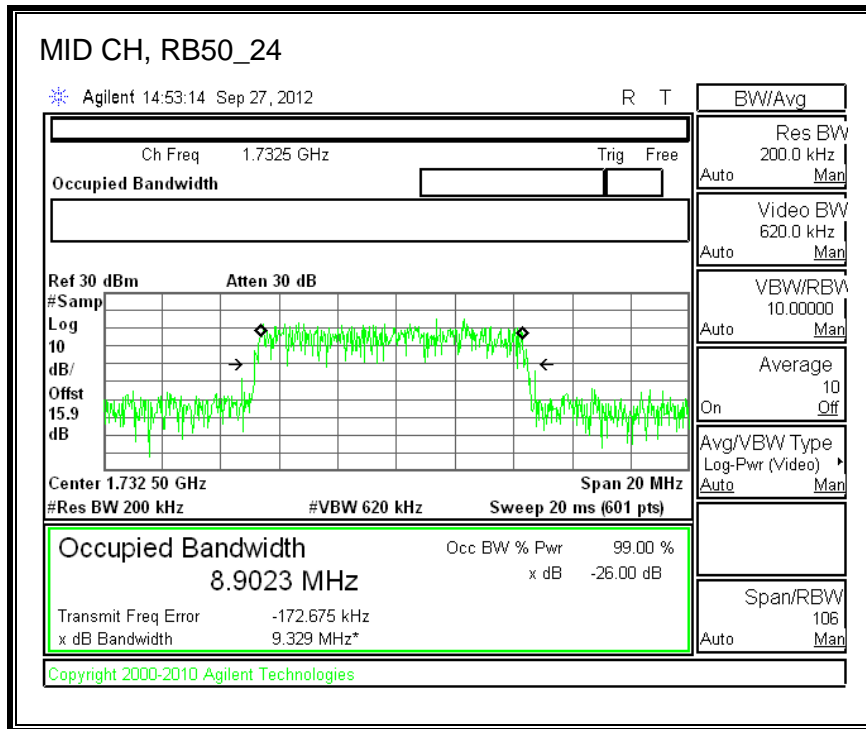 MID CH, RB50_24
Agilent 14:53:14 Sep 27, 2012 R T
Ch Freq 1.7325 GHz Trig Free
Occupied Bandwidth
Ref 30 dBm Atten 30 dB
#Samp
Log
10
dB/
Offst
15.9
dB
Center 1.732 50 GHz Span 20 MHz
#Res BW 200 kHz #VBW 620 kHz Sweep 20 ms (601 pts)
Occupied Bandwidth Occ BW % Pwr 99.00 %
8.9023 MHz x dB -26.00 dB
Transmit Freq Error -172.675 kHz
x dB Bandwidth 9.329 MHz*
Copyright 2000-2010 Agilent Technologies
BW/Avg
Res BW
200.0 kHz
Auto Man
Video BW
620.0 kHz
Auto Man
VBW/RBW
10.00000
Auto Man
Average
10
On Off
Avg/VBW Type
Log-Pwr (Video)
Auto Man
Span/RBW
106
Auto Man